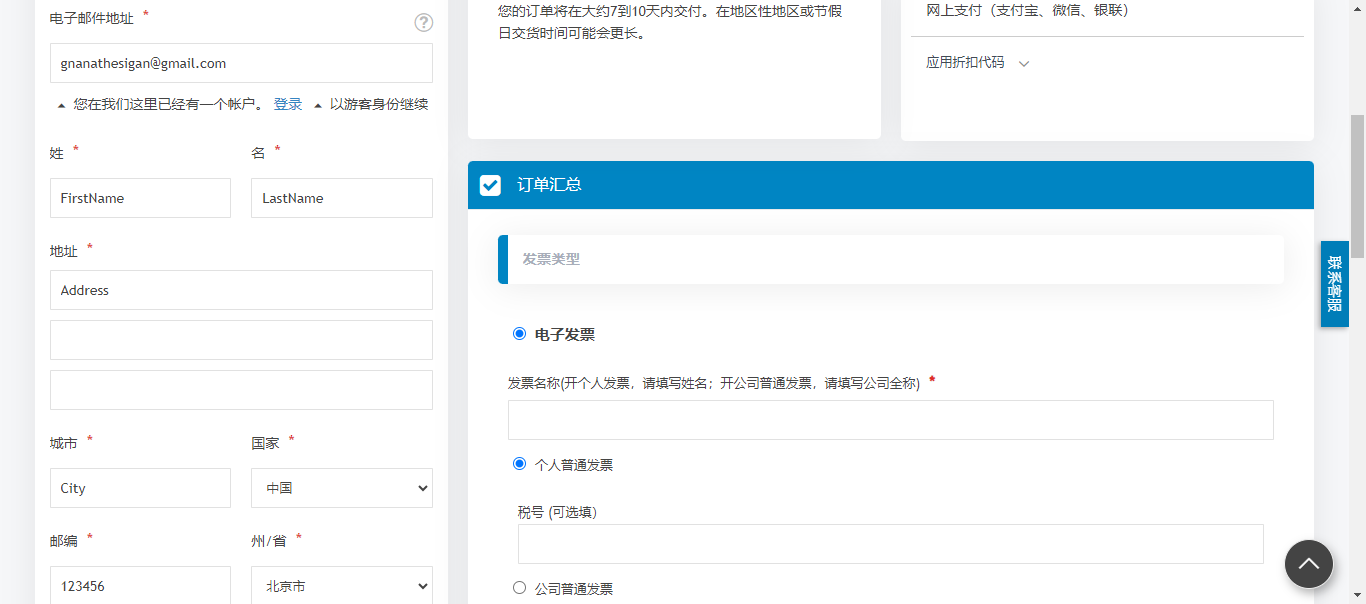 电子邮件地址 *
gnanathesigan@gmail.com
您在我们这里已经有一个帐户。 登录 以游客身份继续
姓 * 名 *
FirstName LastName
地址 *
Address
城市 * 国家 *
City 中国
邮编 * 州/省 *
123456 北京市
您的订单将在大约7到10天内交付。在地区性地区或节假
日交货时间可能会更长。
网上支付（支付宝、微信、银联）
应用折扣代码
订单汇总
发票类型
电子发票
发票名称(开个人发票，请填写姓名；开公司普通发票，请填写公司全称) *
个人普通发票
税号 (可选填)
公司普通发票
联系客服